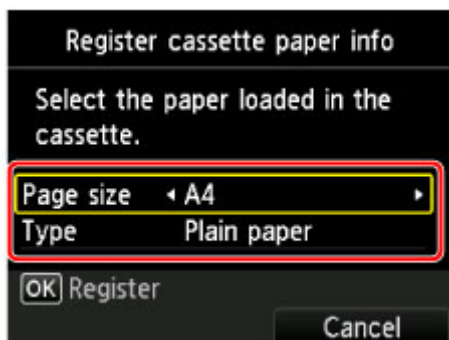 Register cassette paper info
Select the paper loaded in the
cassette.
Page size A4
Type Plain paper
OK Register
Cancel